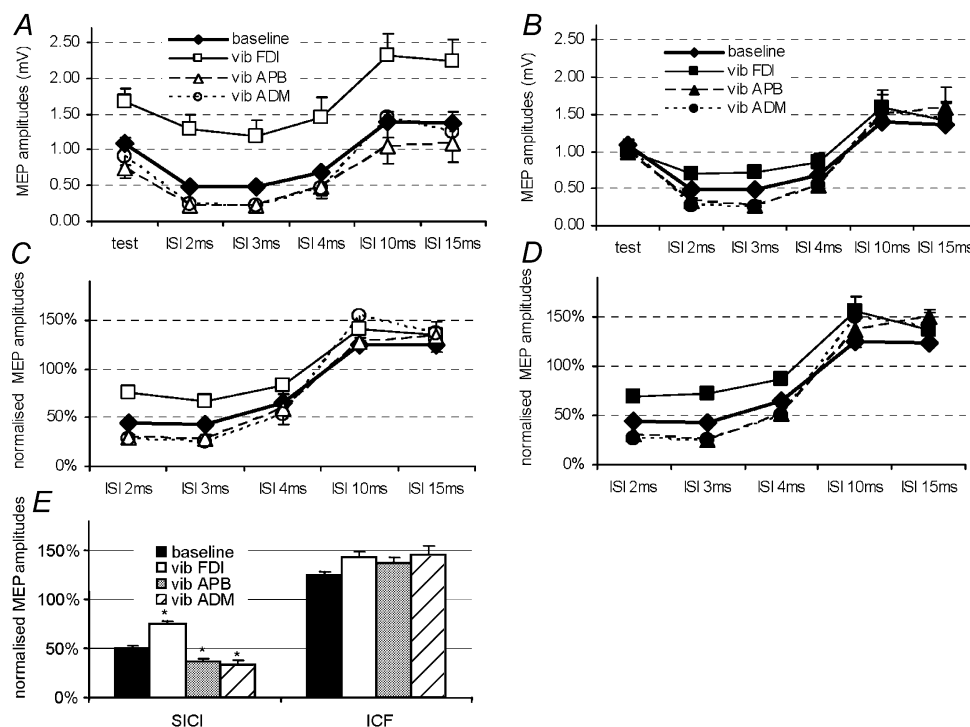 A
MEP amplitudes (mV)
2.50
2.00
1.50
1.00
0.50
0.00
baseline
vib FDI
vib APB
vib ADM
test
ISI 2ms
ISI 3ms
ISI 4ms
ISI 10ms
ISI 15ms
B
MEP amplitudes (mV)
2.50
2.00
1.50
1.00
0.50
0.00
baseline
vib FDI
vib APB
vib ADM
test
ISI 2ms
ISI 3ms
ISI 4ms
ISI 10ms
ISI 15ms
C
normalised MEP amplitudes
150%
100%
50%
0%
ISI 2ms
ISI 3ms
ISI 4ms
ISI 10ms
ISI 15ms
D
normalised MEP amplitudes
150%
100%
50%
0%
ISI 2ms
ISI 3ms
ISI 4ms
ISI 10ms
ISI 15ms
E
normalised MEP amplitudes
150%
100%
50%
0%
baseline
vib FDI
vib APB
vib ADM
*
*
*
SICI
ICF